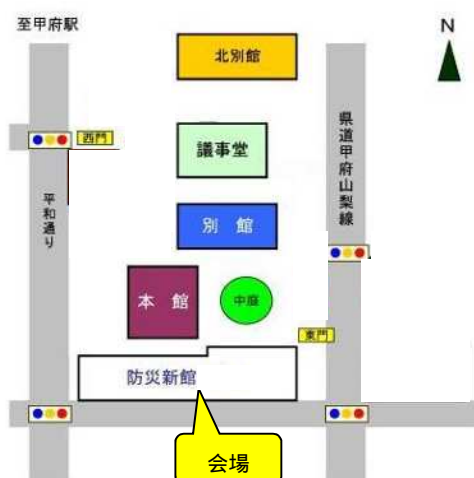 至甲府駅
N
北別館
西門
議事堂
県道甲府山梨線
平和通り
別 館
本 館
中庭
東門
防災新館
会場